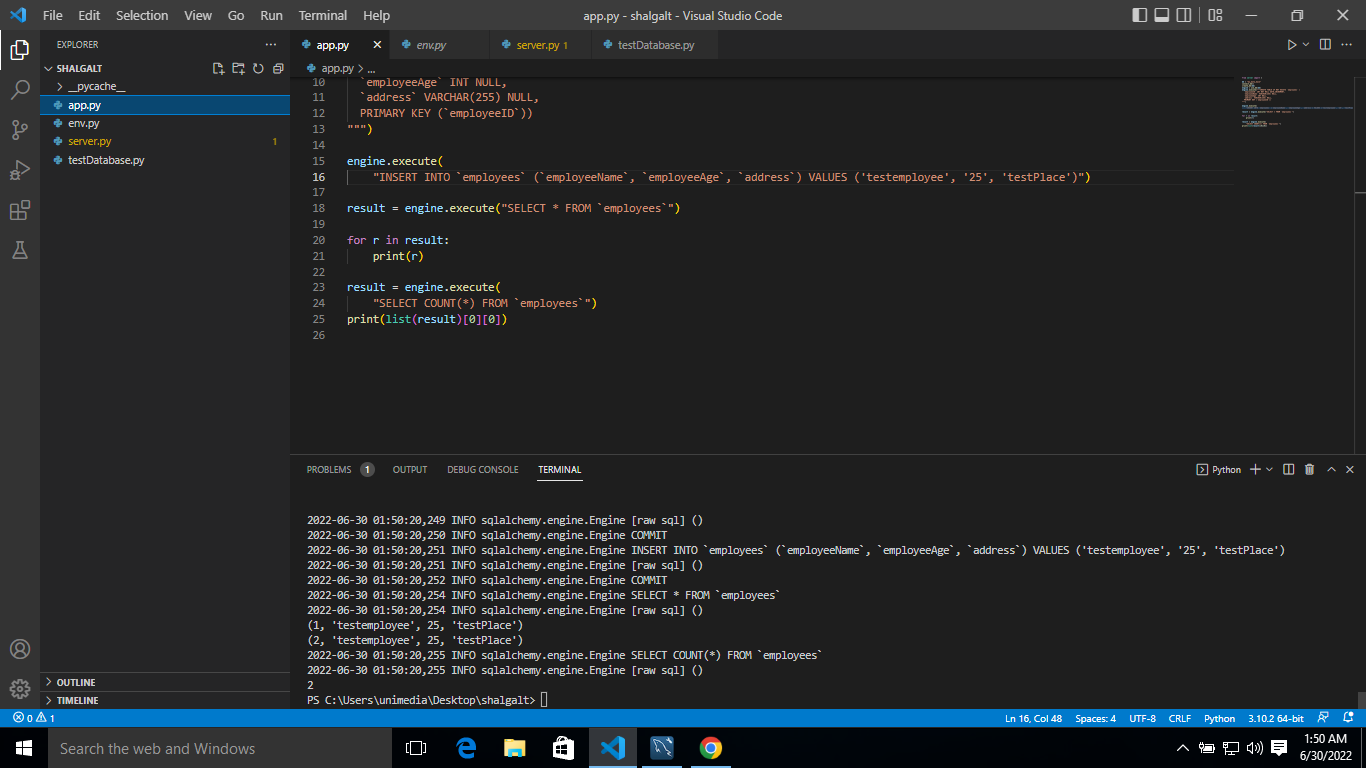 File Edit Selection View Go Run Terminal Help app.py - shalgalt - Visual Studio Code
EXPLORER
app.py
env.py
server.py 1
testDatabase.py
SHALGALT
app.py > ...
__pycache__
app.py
env.py
server.py 1
testDatabase.py
10 `employeeAge` INT NULL,
11 `address` VARCHAR(255) NULL,
12 PRIMARY KEY (`employeeID`))
13 """)
14
15 engine.execute(
16 "INSERT INTO `employees` (`employeeName`, `employeeAge`, `address`) VALUES ('testemployee', '25', 'testPlace')")
17
18 result = engine.execute("SELECT * FROM `employees`")
19
20 for r in result:
21 print(r)
22
23 result = engine.execute(
24 "SELECT COUNT(*) FROM `employees`")
25 print(list(result)[0][0])
26
PROBLEMS 1 OUTPUT DEBUG CONSOLE TERMINAL
Python
2022-06-30 01:50:20,249 INFO sqlalchemy.engine.Engine [raw sql] ()
2022-06-30 01:50:20,250 INFO sqlalchemy.engine.Engine COMMIT
2022-06-30 01:50:20,251 INFO sqlalchemy.engine.Engine INSERT INTO `employees` (`employeeName`, `employeeAge`, `address`) VALUES ('testemployee', '25', 'testPlace')
2022-06-30 01:50:20,251 INFO sqlalchemy.engine.Engine [raw sql] ()
2022-06-30 01:50:20,252 INFO sqlalchemy.engine.Engine COMMIT
2022-06-30 01:50:20,254 INFO sqlalchemy.engine.Engine SELECT * FROM `employees`
2022-06-30 01:50:20,254 INFO sqlalchemy.engine.Engine [raw sql] ()
(1, 'testemployee', 25, 'testPlace')
(2, 'testemployee', 25, 'testPlace')
2022-06-30 01:50:20,255 INFO sqlalchemy.engine.Engine SELECT COUNT(*) FROM `employees`
2022-06-30 01:50:20,255 INFO sqlalchemy.engine.Engine [raw sql] ()
2
PS C:\Users\unimedia\Desktop\shalgalt>
OUTLINE
TIMELINE
0 1 Ln 16, Col 48 Spaces: 4 UTF-8 CRLF Python 3.10.2 64-bit
Search the web and Windows
1:50 AM
6/30/2022